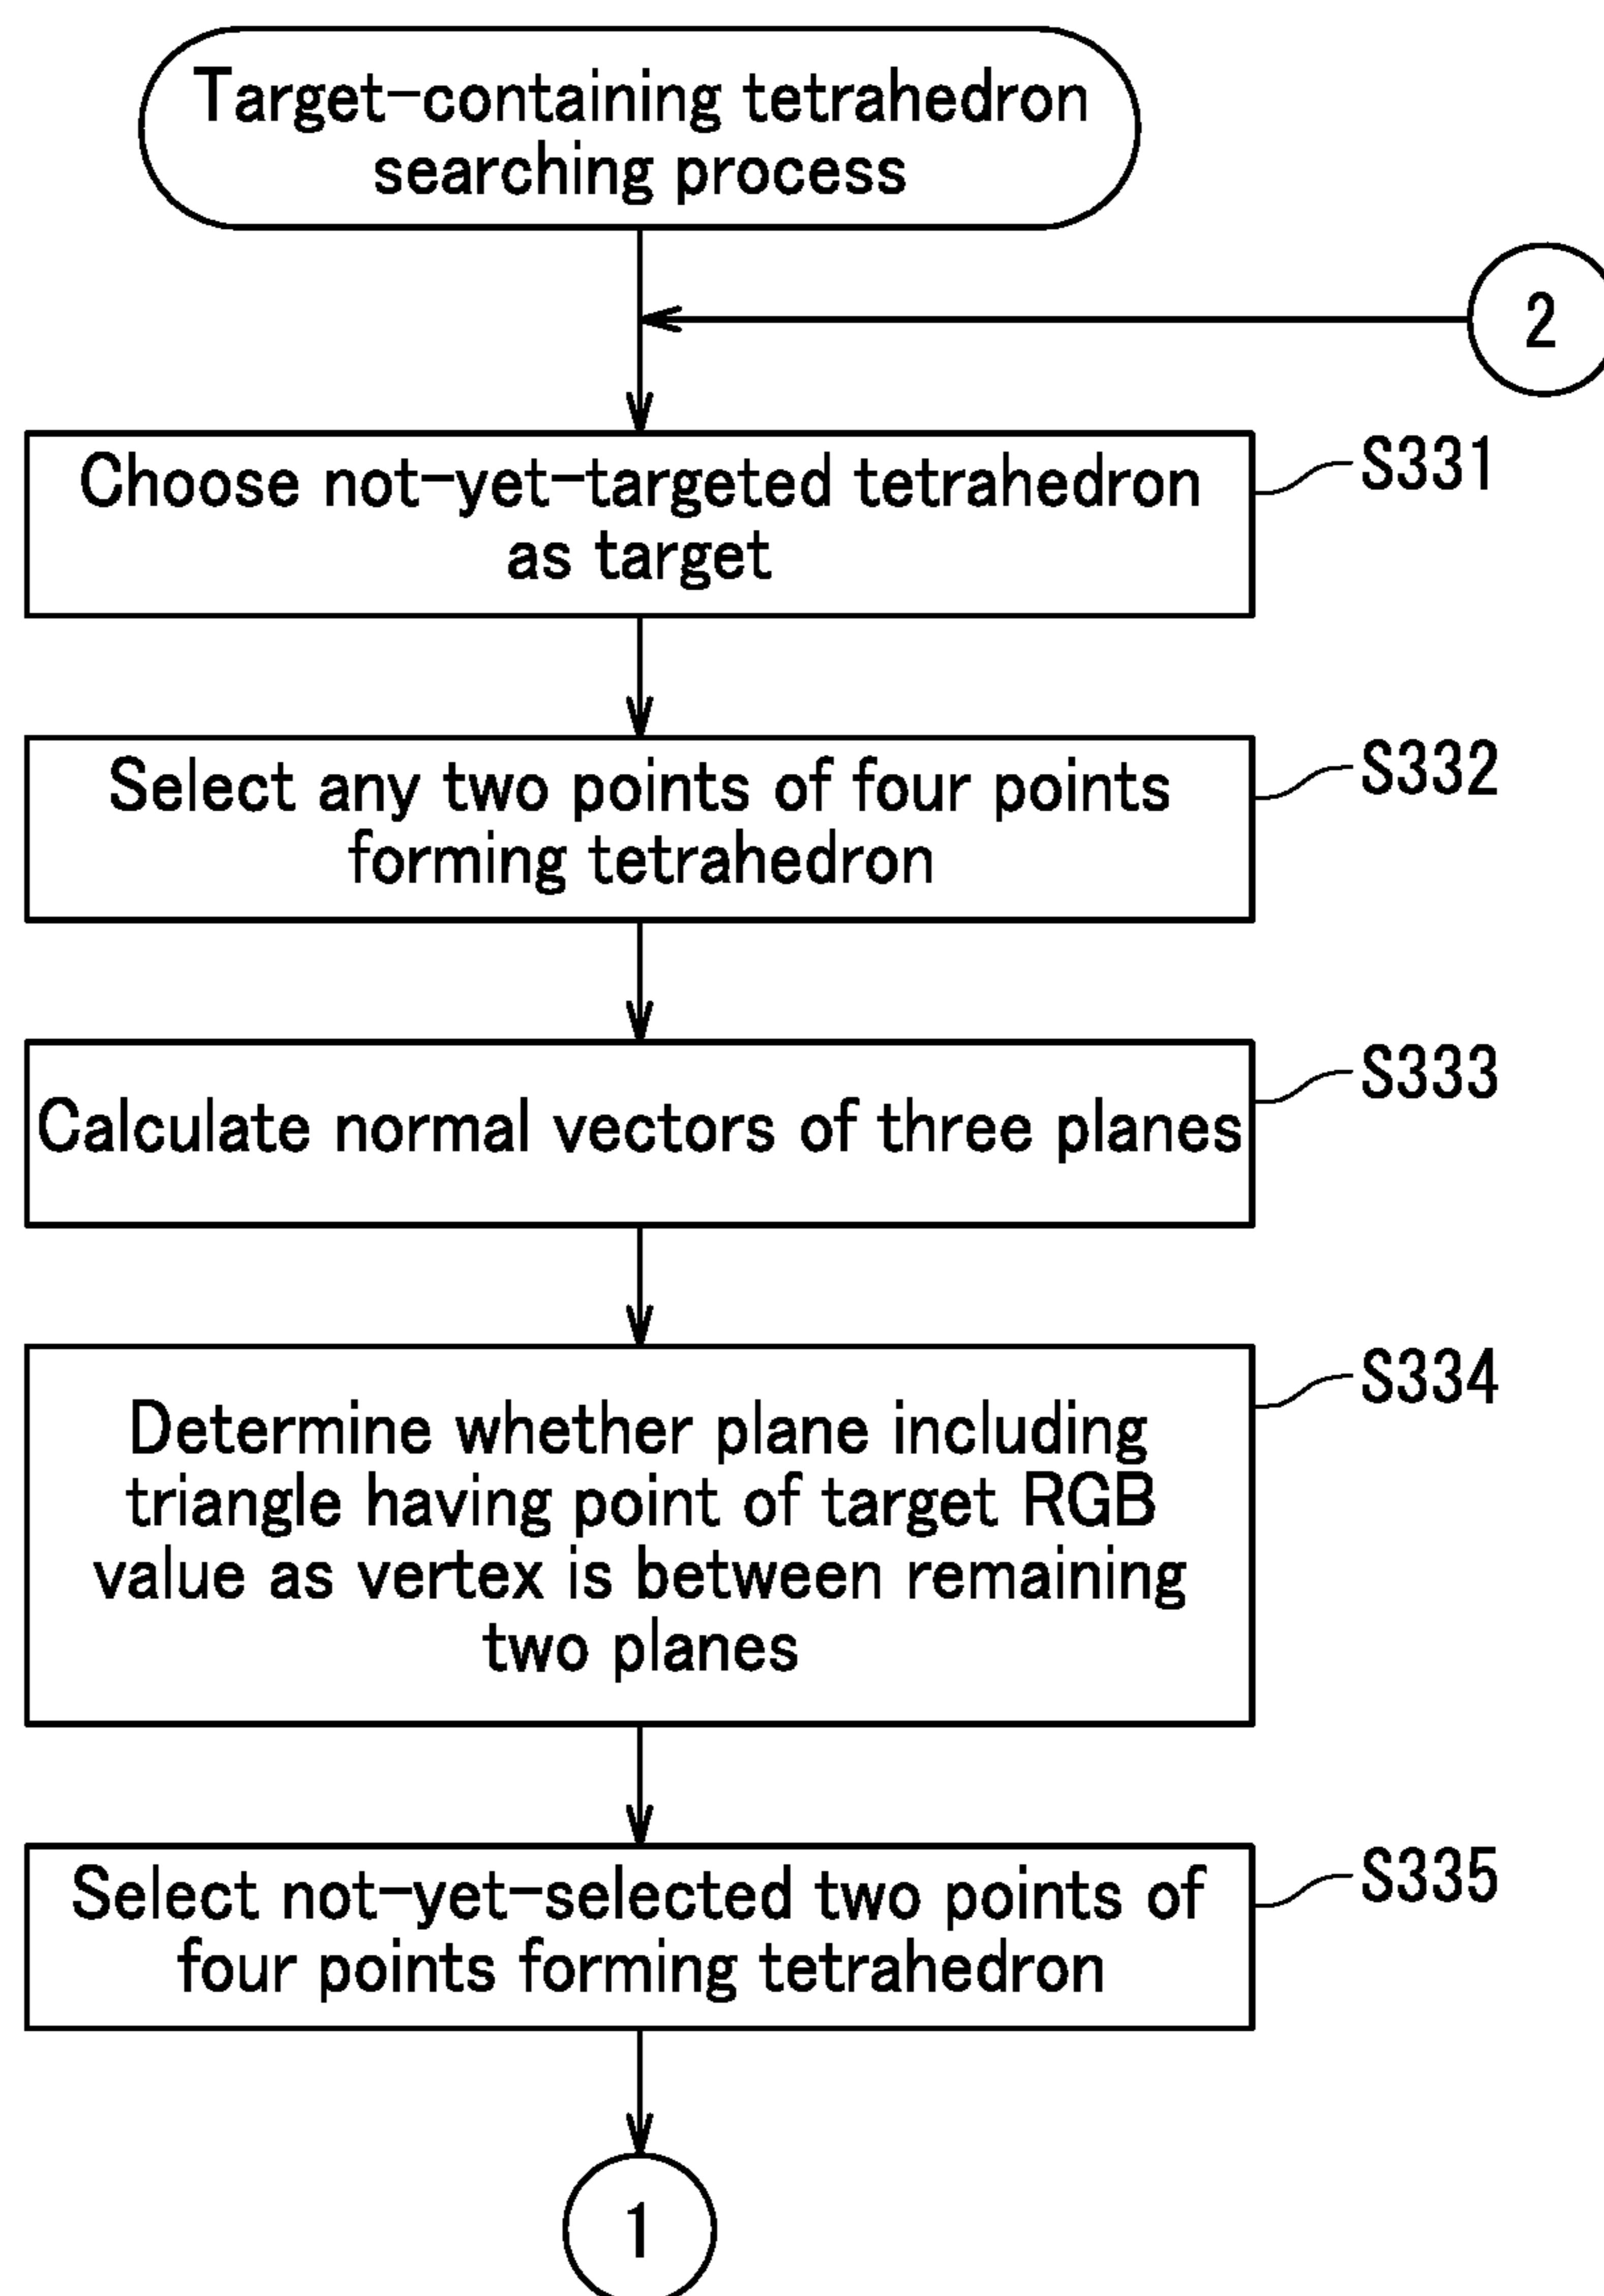 Target-containing tetrahedron
searching process
2
Choose not-yet-targeted tetrahedron
as target
S331
Select any two points of four points
forming tetrahedron
S332
Calculate normal vectors of three planes
S333
Determine whether plane including
triangle having point of target RGB
value as vertex is between remaining
two planes
S334
Select not-yet-selected two points of
four points forming tetrahedron
S335
1